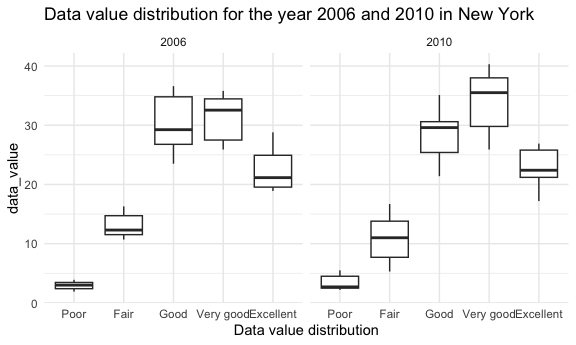 Data value distribution for the year 2006 and 2010 in New York
2006 2010
data_value
40
30
20
10
0
Poor Fair Good Very good Excellent Poor Fair Good Very good Excellent
Data value distribution